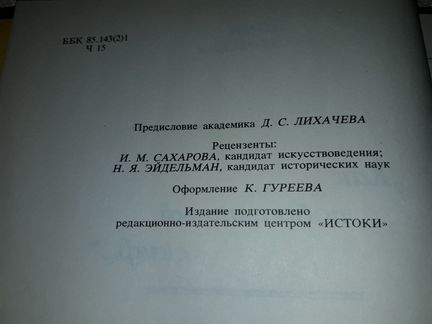 ББК 85.143(2)1
Ч 15
Предисловие академика Д. С. ЛИХАЧЕВА
Рецензенты:
И. М. САХАРОВА, кандидат искусствоведения;
Н. Я. ЭЙДЕЛЬМАН, кандидат исторических наук
Оформление К. ГУРЕЕВА
Издание подготовлено
редакционно-издательским центром «ИСТОКИ»